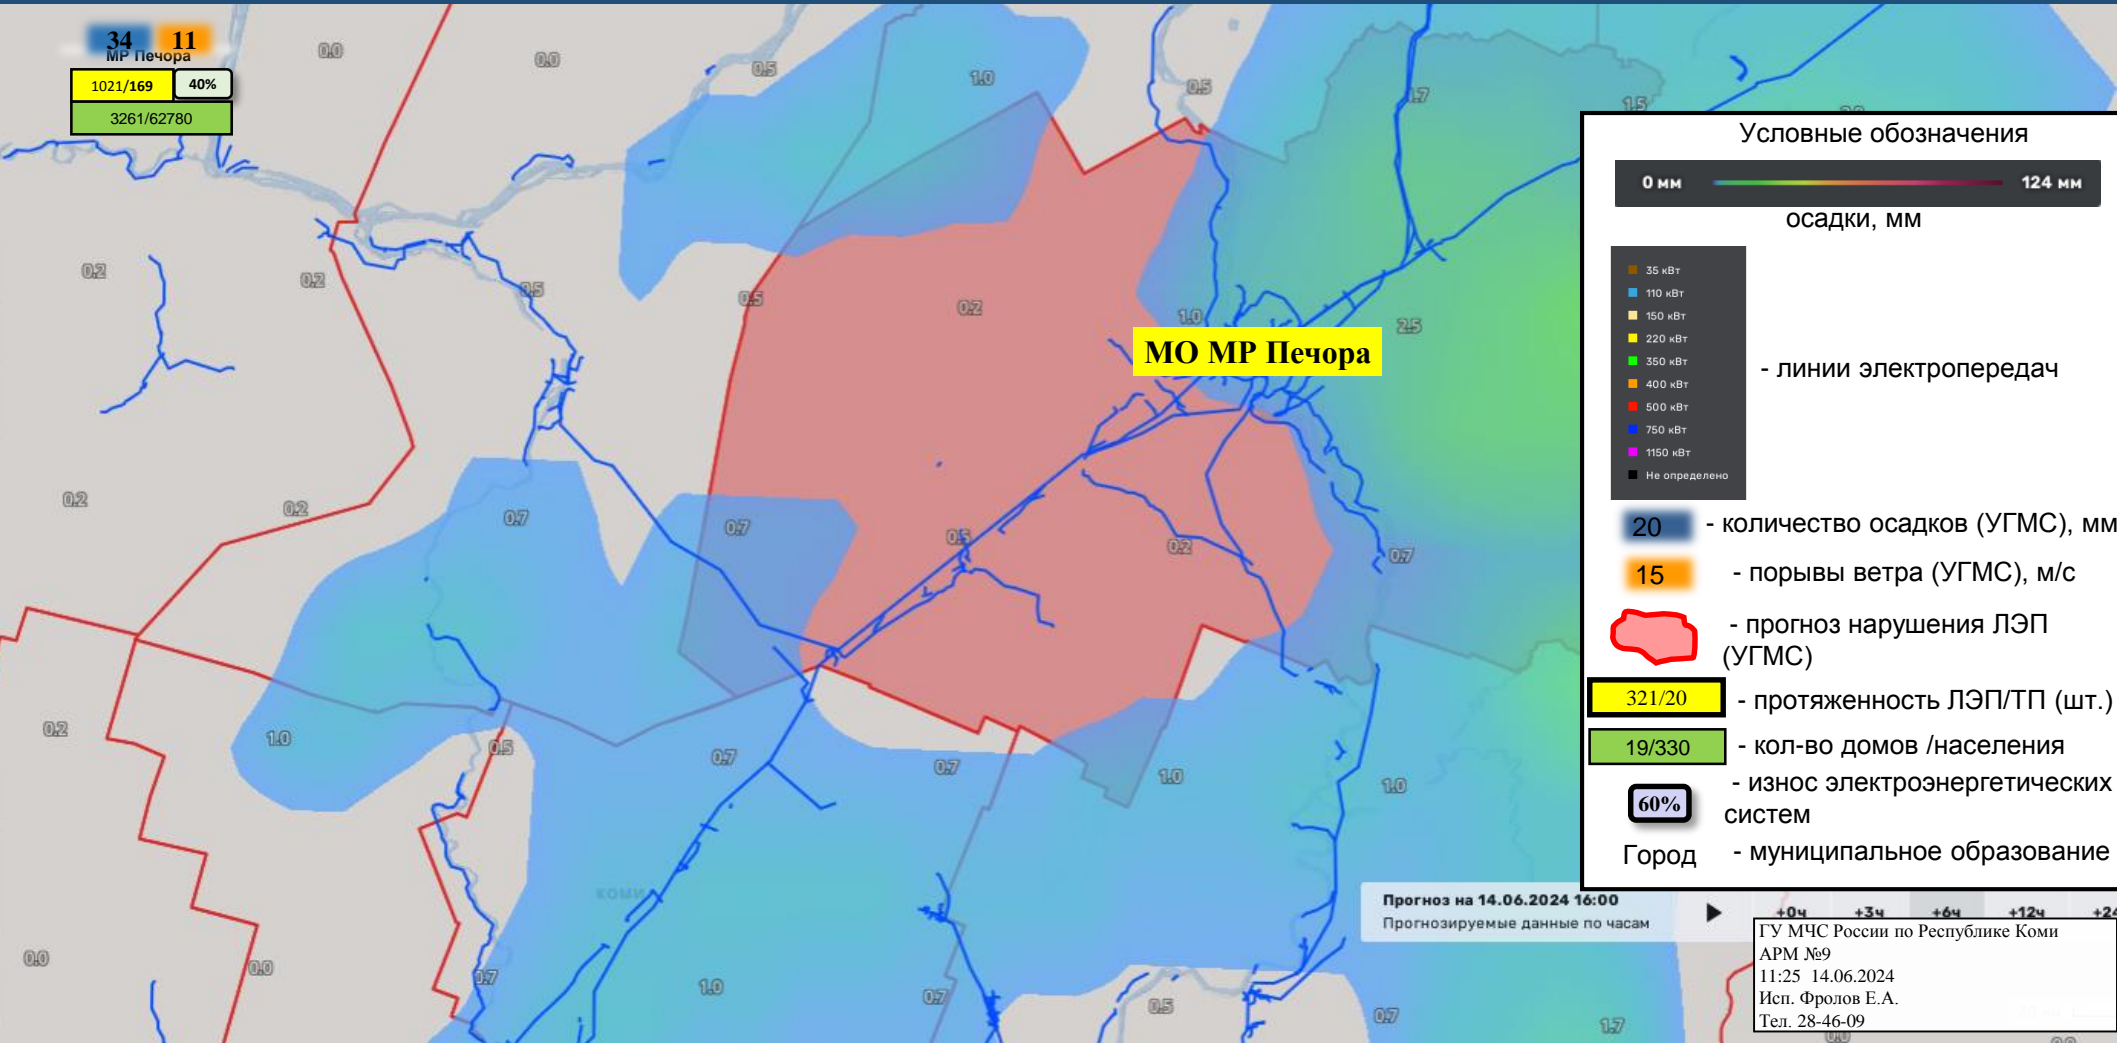 34 11
МР Печора
1021/169 40%
3261/62780
0.0 0.0 0.5 1.0 0.5 1.7 1.5
0.2 0.2 0.5 0.5 0.2 1.0 2.5
МО МР Печора
0.2 0.2 0.7 0.7 0.5 0.2 0.7
0.2 1.0 0.5 0.7 0.7 1.0 1.0
КОМИ
0.0 0.0 0.7 1.0 0.7 0.5 0.7 1.7
Условные обозначения
0 мм 124 мм
осадки, мм
35 кВт
110 кВт
150 кВт
220 кВт
350 кВт
400 кВт
500 кВт
750 кВт
1150 кВт
Не определено
- линии электропередач
20 - количество осадков (УГМС), мм
15 - порывы ветра (УГМС), м/с
- прогноз нарушения ЛЭП
(УГМС)
321/20 - протяженность ЛЭП/ТП (шт.)
19/330 - кол-во домов /населения
60% - износ электроэнергетических
систем
Город - муниципальное образование
Прогноз на 14.06.2024 16:00
Прогнозируемые данные по часам
+0ч +3ч +6ч +12ч +24
ГУ МЧС России по Республике Коми
АРМ №9
11:25 14.06.2024
Исп. Фролов Е.А.
Тел. 28-46-09